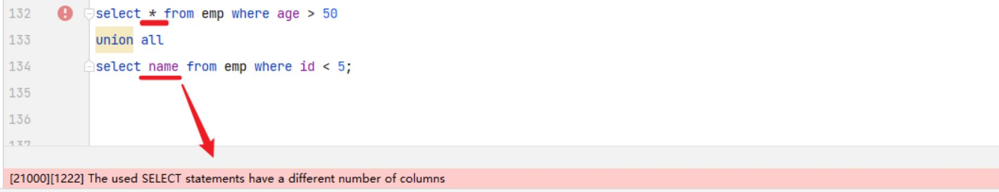 132 select * from emp where age > 50
133 union all
134 select name from emp where id < 5;
135
136
137
[21000][1222] The used SELECT statements have a different number of columns